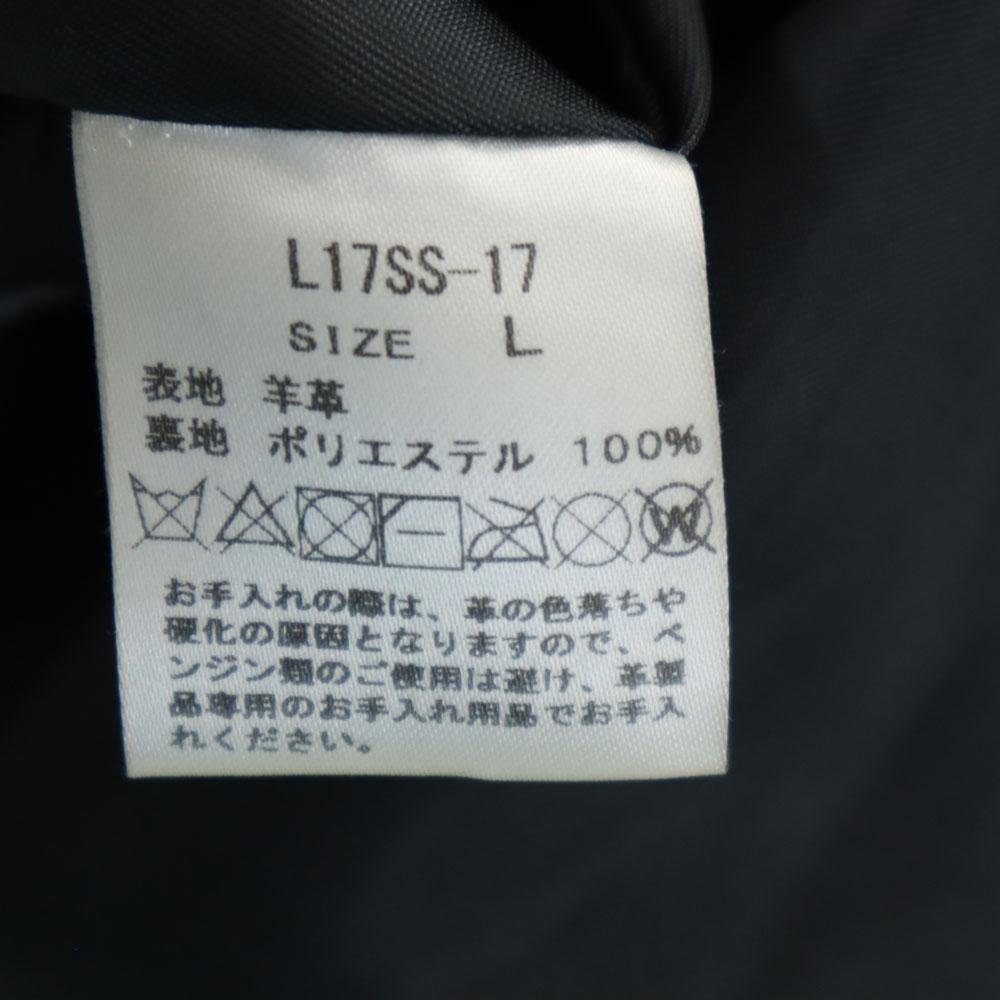 L17SS-17
SIZE L
表地 羊革
裏地 ポリエステル 100%
W
お手入れの際は、革の色落ちや
硬化の原因となりますので、ベ
ンジン類のご使用は避け、革製
品専用のお手入れ用品でお手入
れください。